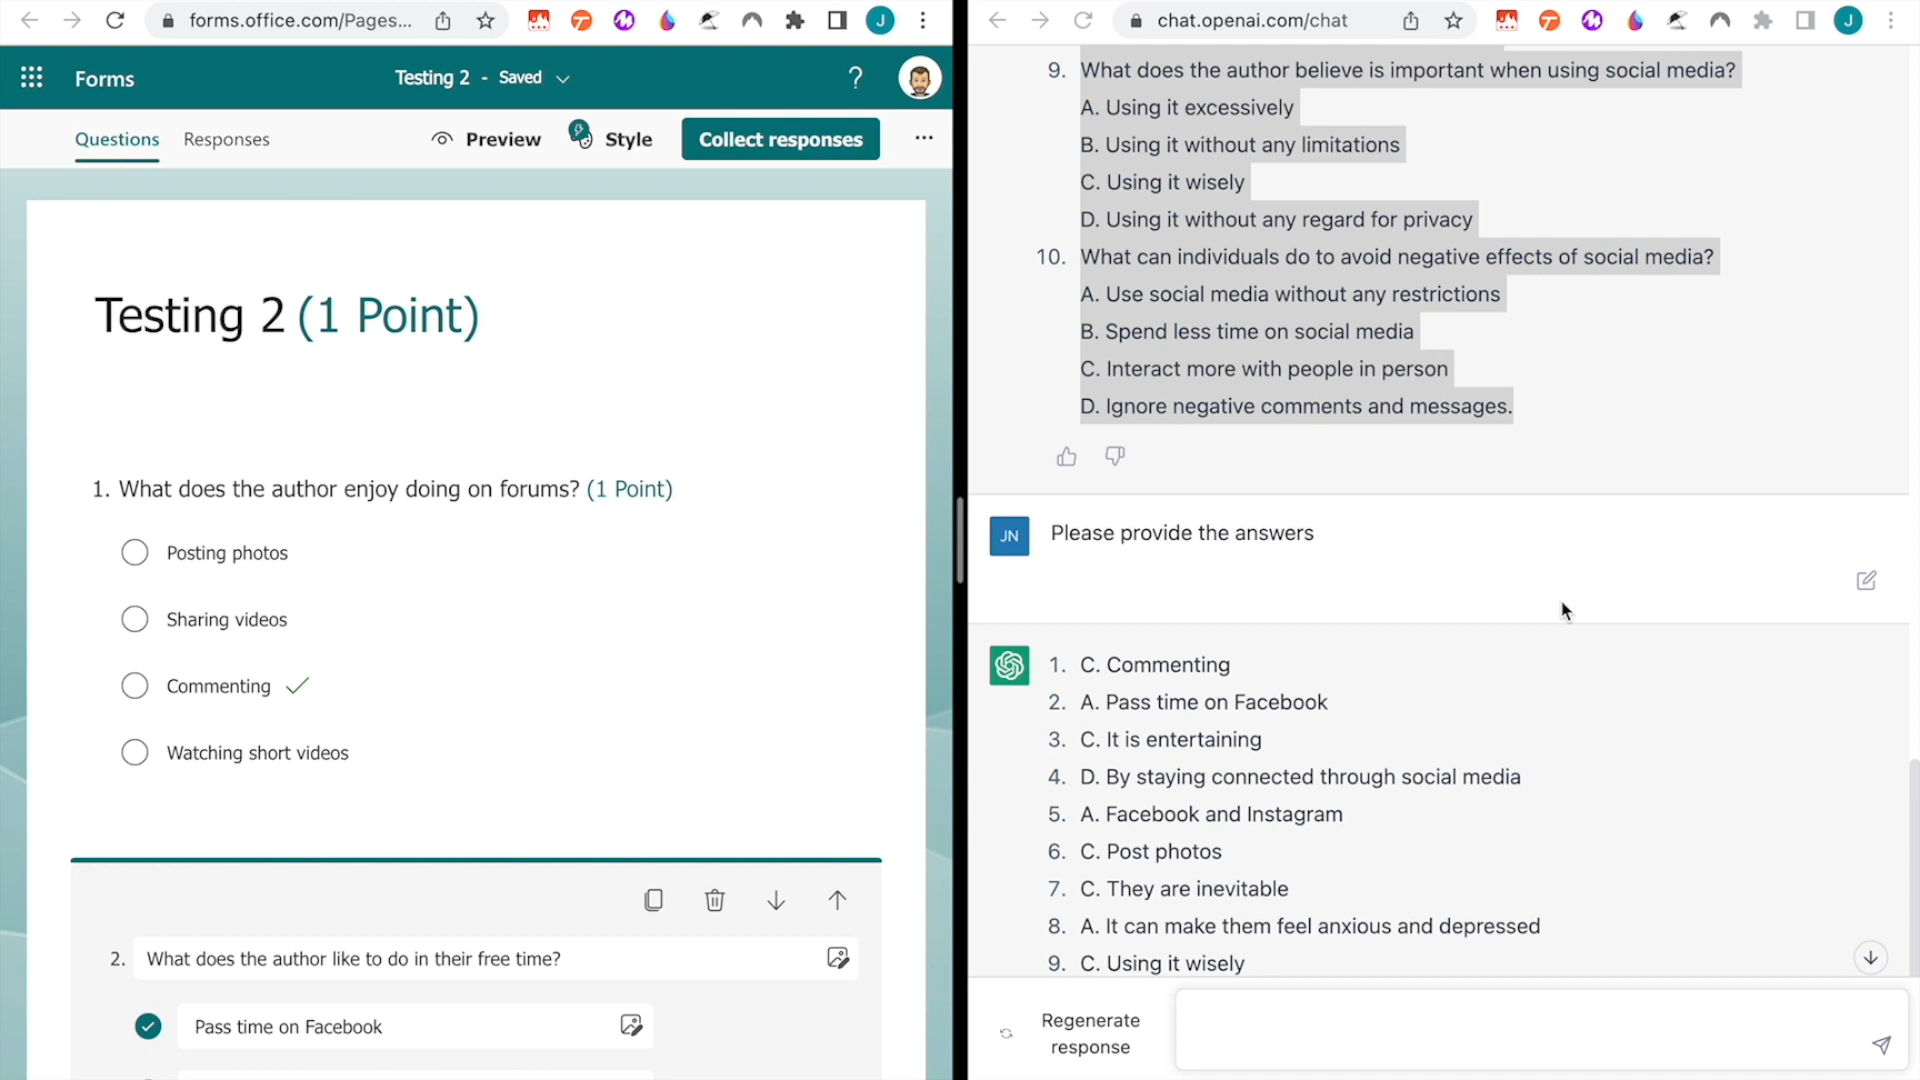 forms.office.com/Pages...
J
Forms
Testing 2 - Saved
?
Questions
Responses
Preview
Style
Collect responses
Testing 2 (1 Point)
1. What does the author enjoy doing on forums? (1 Point)
Posting photos
Sharing videos
Commenting
Watching short videos
2. What does the author like to do in their free time?
Pass time on Facebook
chat.openai.com/chat
J
9. What does the author believe is important when using social media?
A. Using it excessively
B. Using it without any limitations
C. Using it wisely
D. Using it without any regard for privacy
10. What can individuals do to avoid negative effects of social media?
A. Use social media without any restrictions
B. Spend less time on social media
C. Interact more with people in person
D. Ignore negative comments and messages.
JN
Please provide the answers
1. C. Commenting
2. A. Pass time on Facebook
3. C. It is entertaining
4. D. By staying connected through social media
5. A. Facebook and Instagram
6. C. Post photos
7. C. They are inevitable
8. A. It can make them feel anxious and depressed
9. C. Using it wisely
Regenerate
response